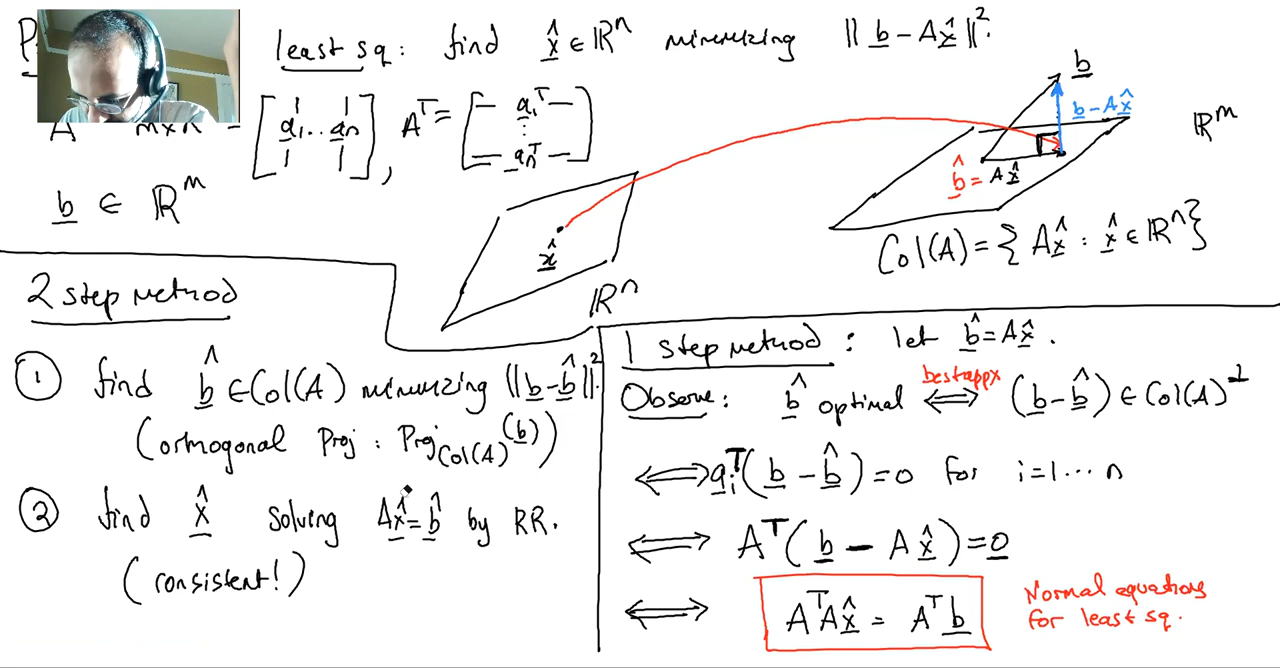 least sq: find x̂ ∈ ℝⁿ minimizing ‖b - Ax̂‖².
A m×n = [a₁ .. aₙ], Aᵀ = [— a₁ᵀ — ⋮ — aₙᵀ —]
b ∈ ℝᵐ
x̂
ℝⁿ
b
b - Ax̂
b̂ = Ax̂
ℝᵐ
Col(A) = { Ax̂ : x̂ ∈ ℝⁿ }
2 step method
① find b̂ ∈ Col(A) minimizing ‖b - b̂‖².
(orthogonal Proj : Proj_Col(A)(b))
② find x̂ solving Ax̂ = b̂ by RR.
(consistent!)
1 step method : let b̂ = Ax̂.
Observe: b̂ optimal ⟺ best appx (b - b̂) ∈ Col(A)^⊥
⟺ aᵢᵀ(b - b̂) = 0 for i = 1 ... n
⟺ Aᵀ(b - Ax̂) = 0
⟺ AᵀAx̂ = Aᵀb
Normal equations
for least sq.